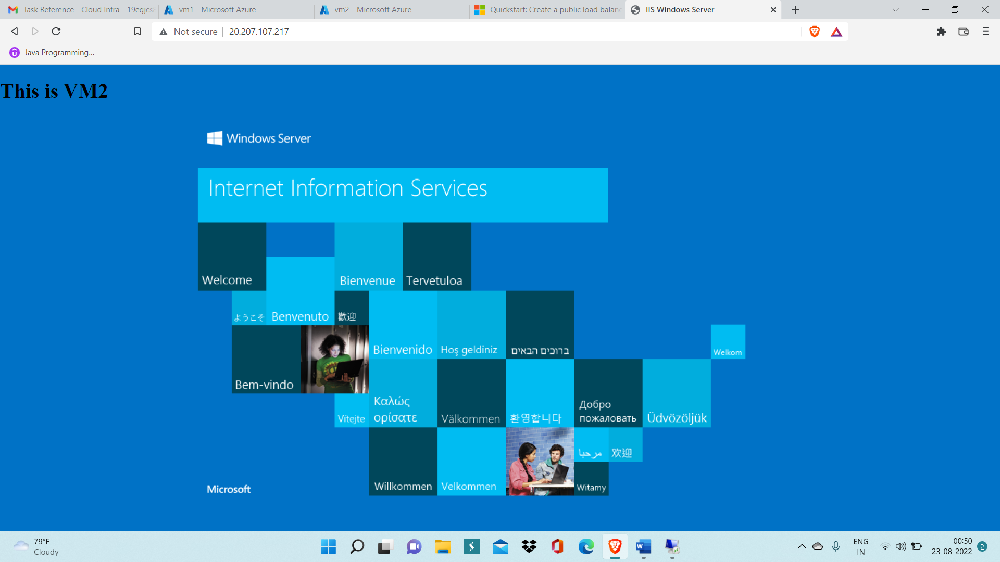 Task Reference - Cloud Infra - 19egjcs
vm1 - Microsoft Azure
vm2 - Microsoft Azure
Quickstart: Create a public load balanc
IIS Windows Server
Not secure
20.207.107.217
Java Programming...
This is VM2
Windows Server
Internet Information Services
Welcome
Bienvenue
Tervetuloa
ようこそ
Benvenuto
歡迎
Bienvenido
Hoş geldiniz
ברוכים הבאים
Welkom
Bem-vindo
Vítejte
Καλώς
ορίσατε
Välkommen
환영합니다
Добро
пожаловать
Üdvözöljük
Willkommen
Velkommen
مرحبا
欢迎
Witamy
Microsoft
79°F
Cloudy
ENG
IN
00:50
23-08-2022
2